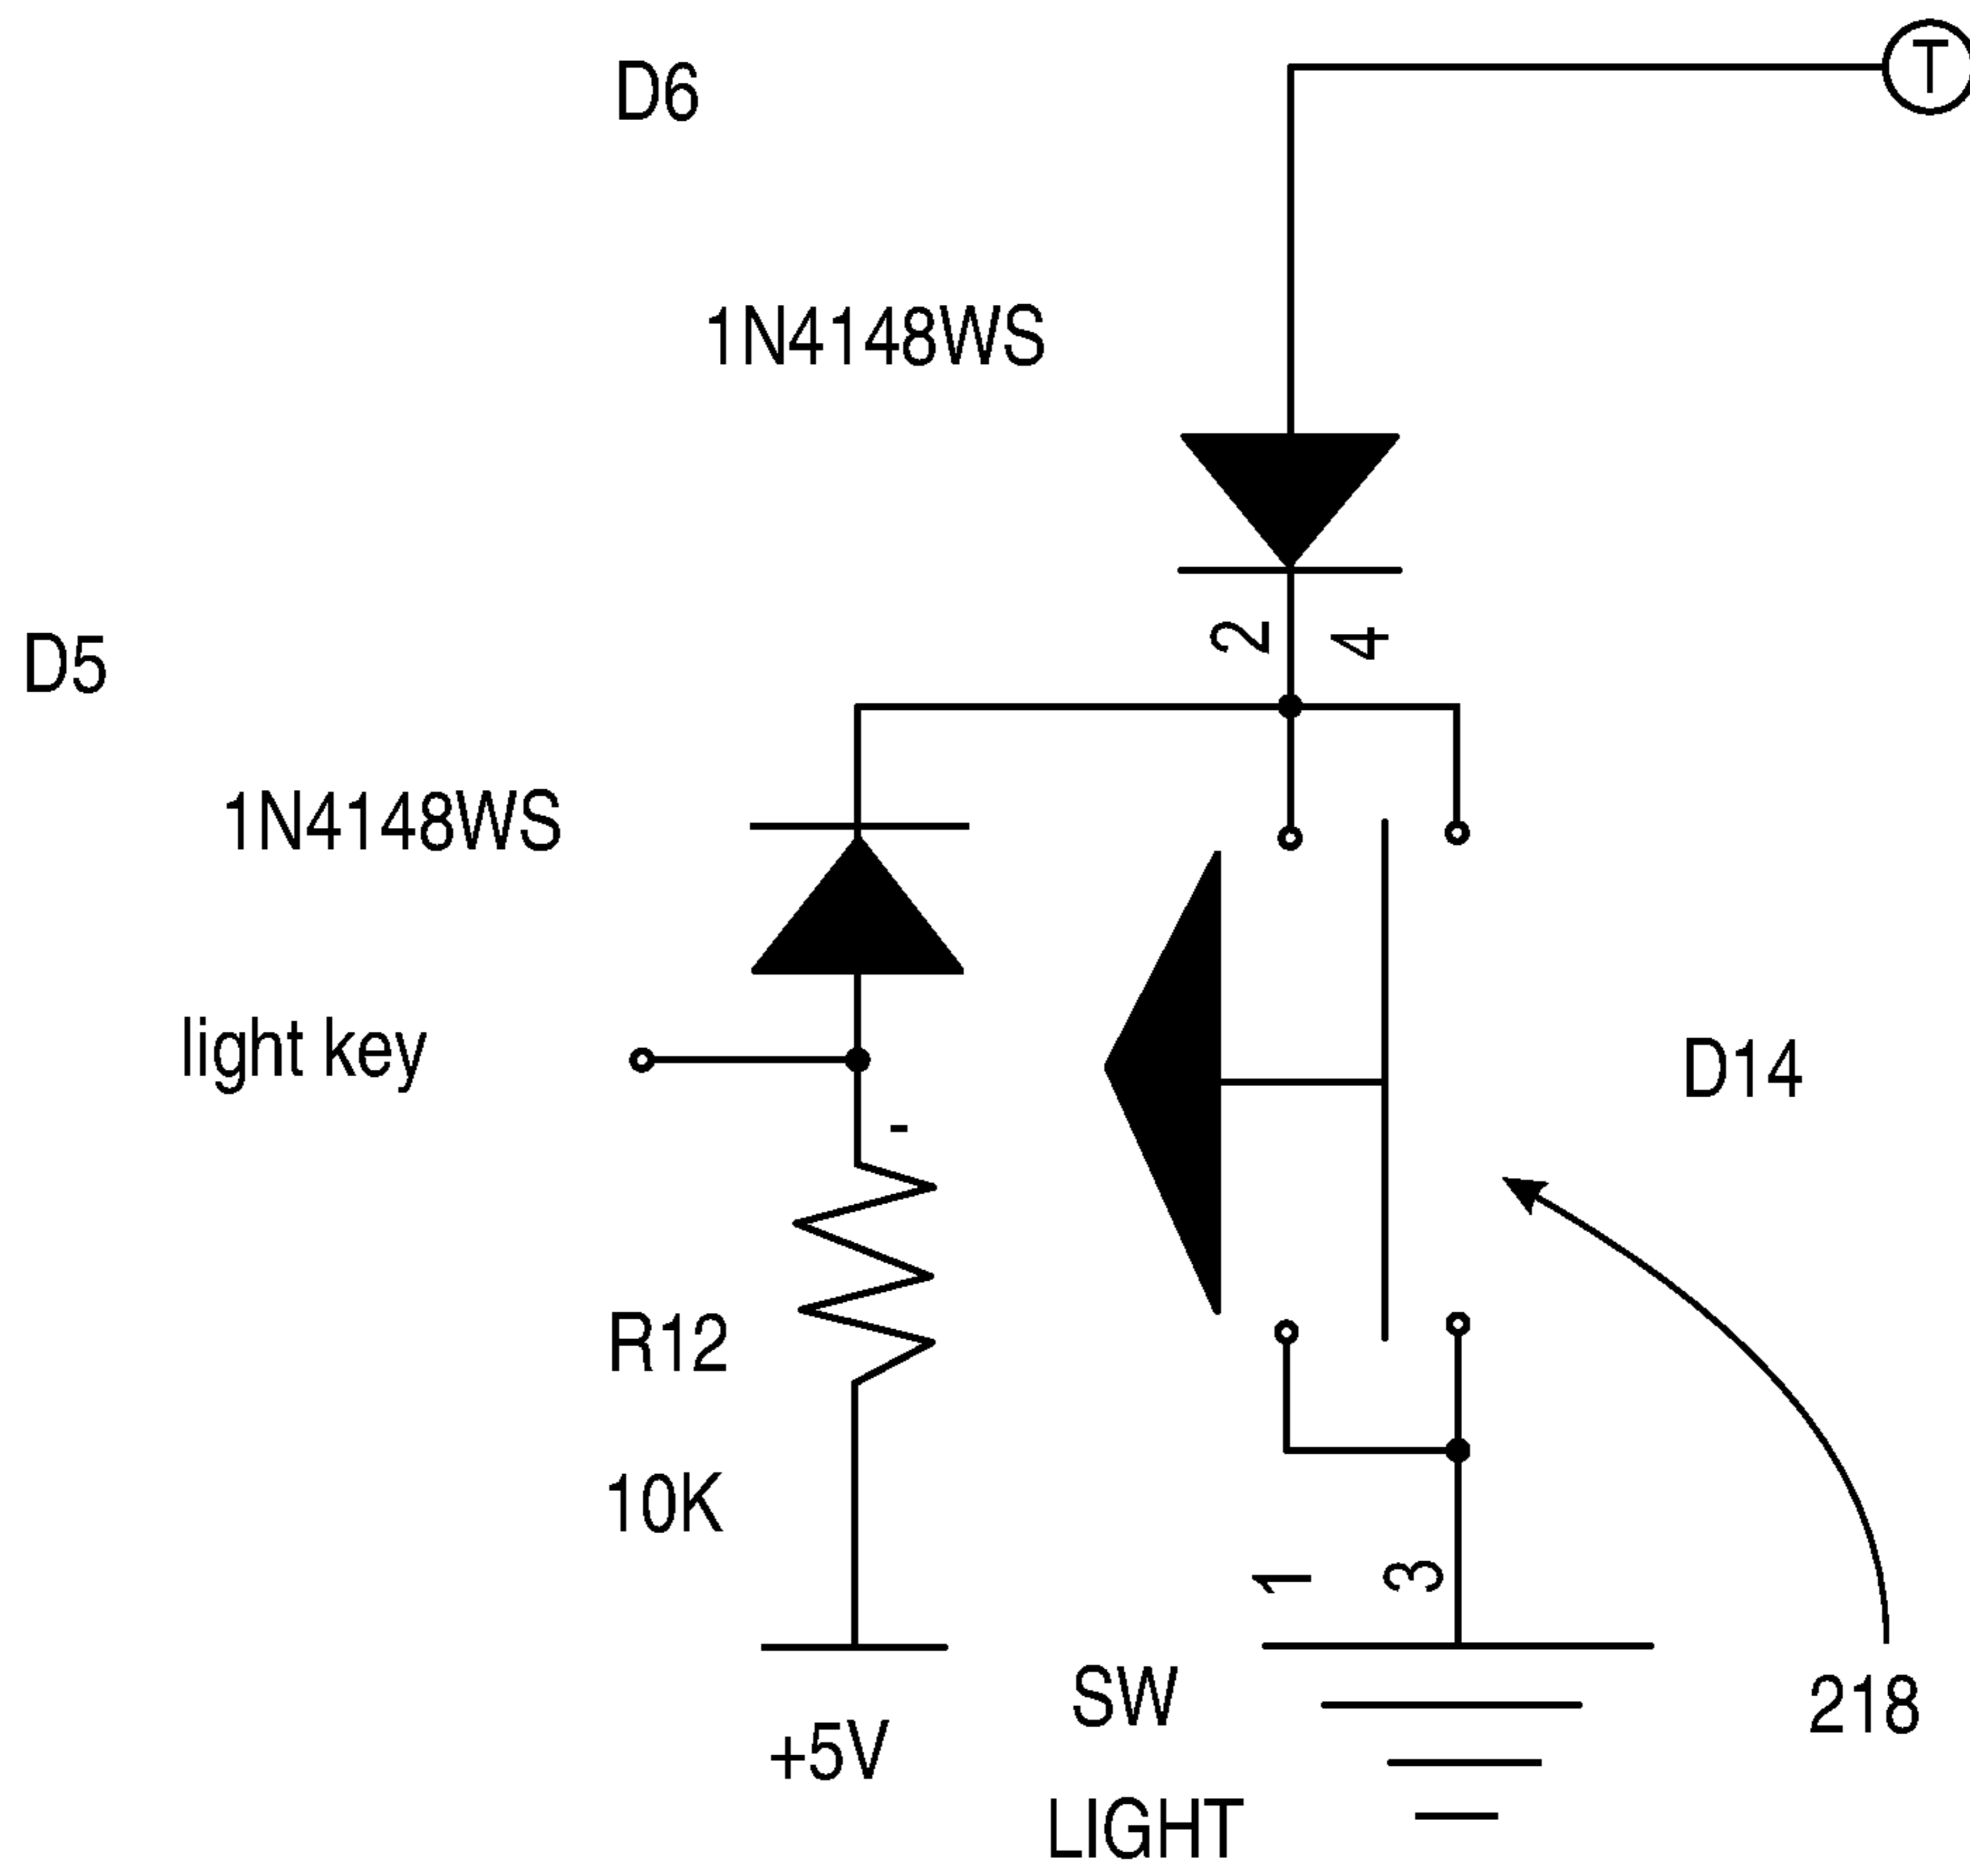 T
D6
1N4148WS
2
4
D5
1N4148WS
light key
-
D14
R12
10K
1
3
SW
LIGHT
+5V
218